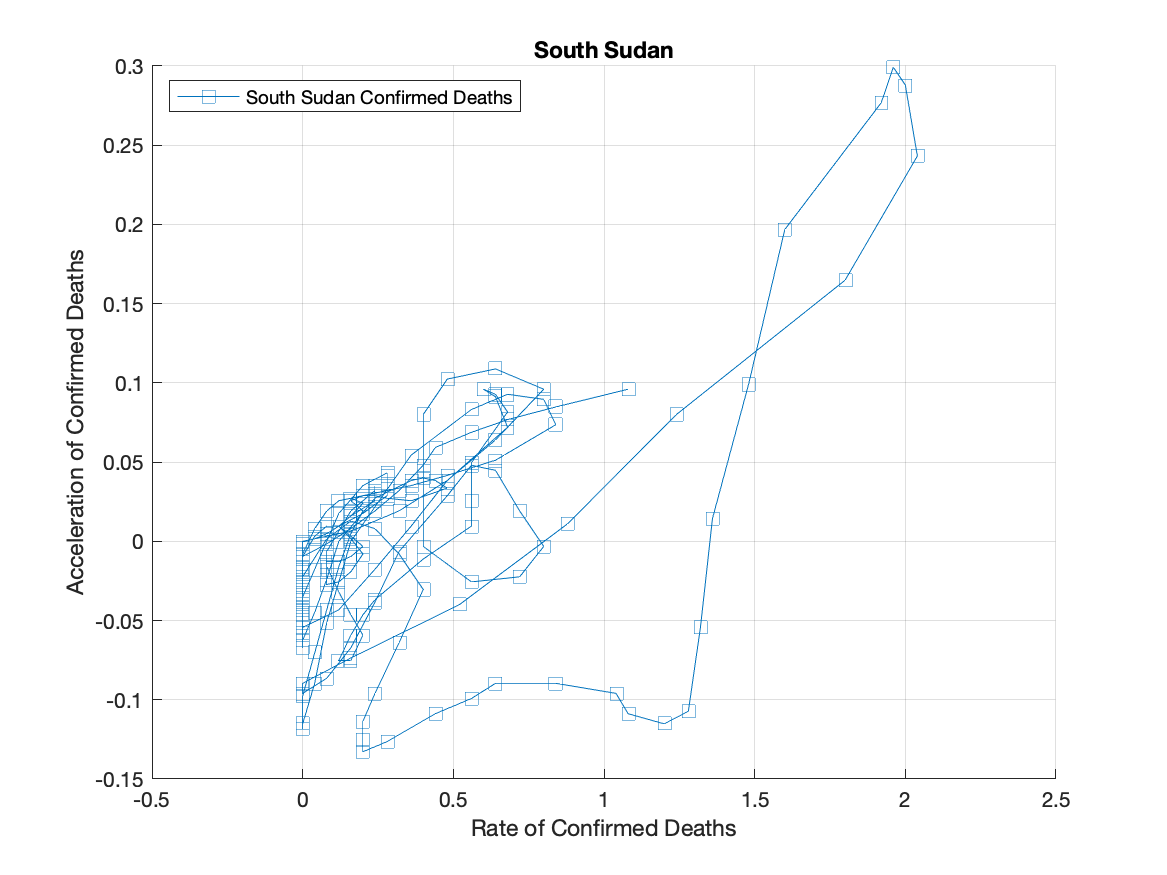 South Sudan
South Sudan Confirmed Deaths
0.3
0.25
0.2
0.15
0.1
0.05
0
-0.05
-0.1
-0.15
Acceleration of Confirmed Deaths
-0.5 0 0.5 1 1.5 2 2.5
Rate of Confirmed Deaths